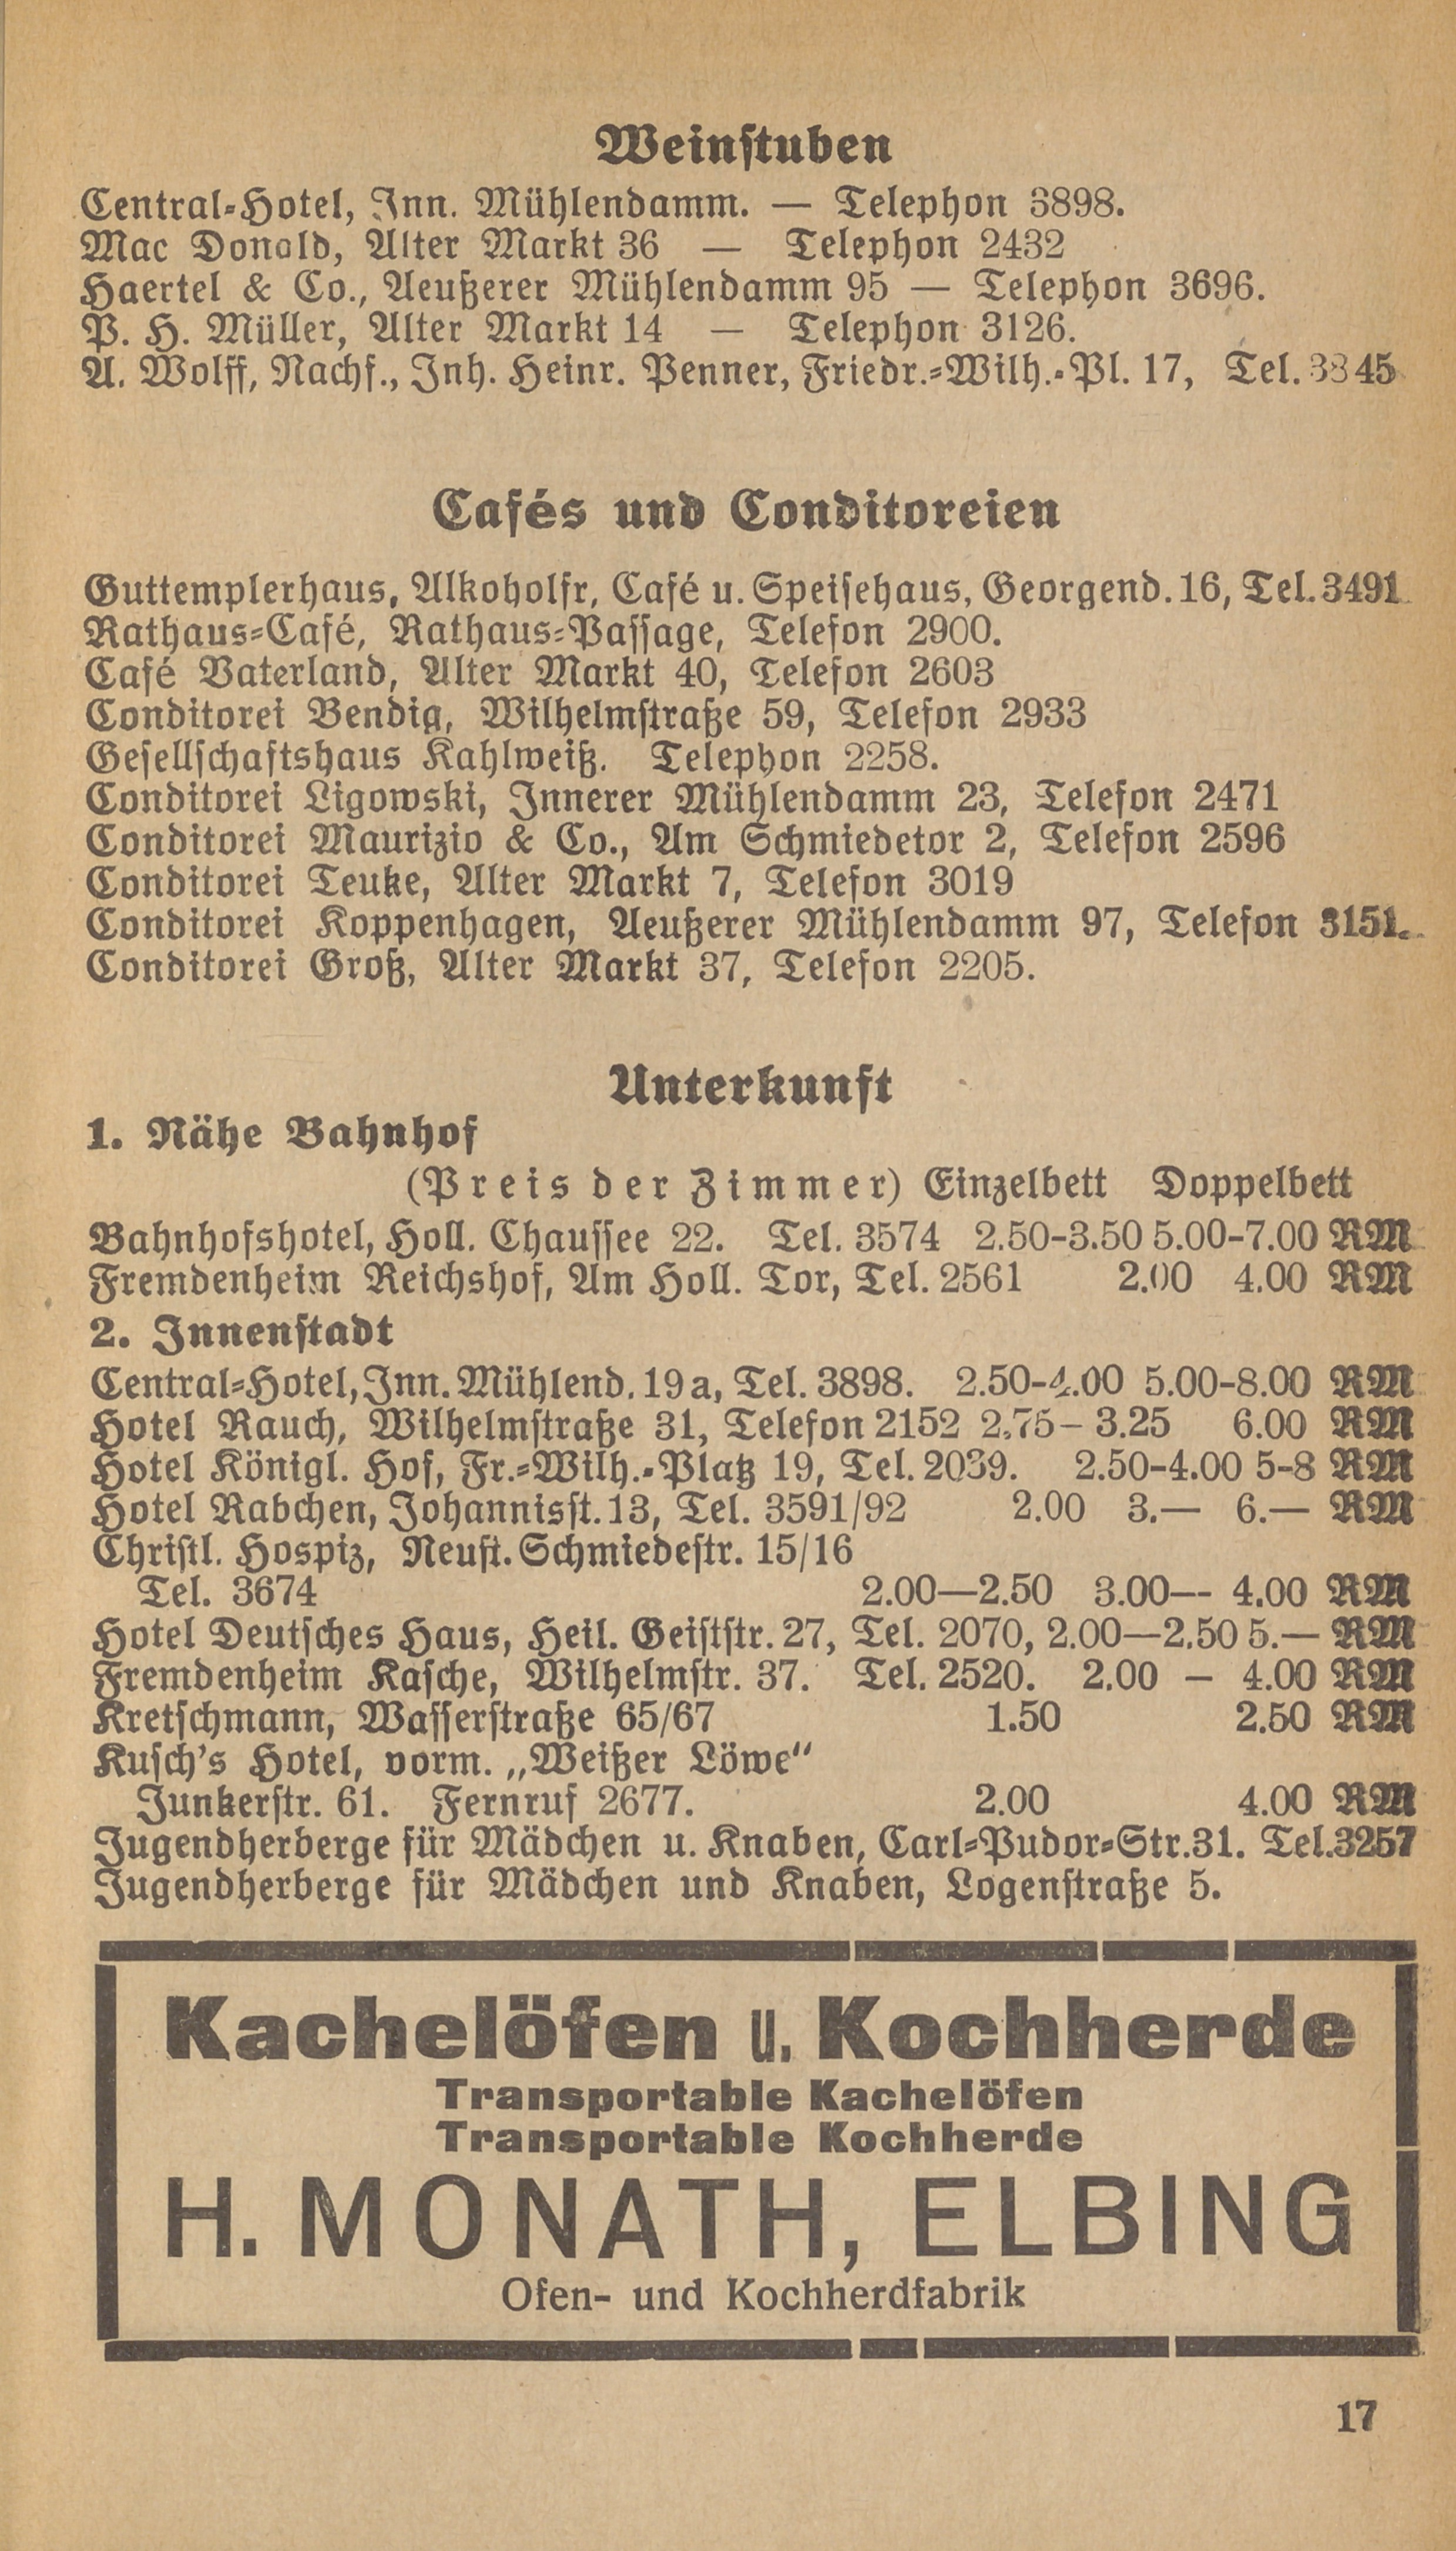 Weinstuben
Central-Hotel, Inn. Mühlendamm. — Telephon 3898.
Mac Donald, Alter Markt 36 — Telephon 2432
Haertel & Co., Aeußerer Mühlendamm 95 — Telephon 3696.
P. H. Müller, Alter Markt 14 — Telephon 3126.
A. Wolff, Nachf., Inh. Heinr. Penner, Friedr.-Wilh.-Pl. 17, Tel. 3845
Cafés und Conditoreien
Guttemplerhaus, Alkoholfr, Café u. Speisehaus, Georgend. 16, Tel. 3491
Rathaus-Café, Rathaus-Passage, Telefon 2900.
Café Vaterland, Alter Markt 40, Telefon 2603
Conditorei Bendig, Wilhelmstraße 59, Telefon 2933
Gesellschaftshaus Kahlweiß. Telephon 2258.
Conditorei Ligowski, Innerer Mühlendamm 23, Telefon 2471
Conditorei Maurizio & Co., Am Schmiedetor 2, Telefon 2596
Conditorei Teuke, Alter Markt 7, Telefon 3019
Conditorei Koppenhagen, Aeußerer Mühlendamm 97, Telefon 3151.
Conditorei Groß, Alter Markt 37, Telefon 2205.
Unterkunft
1. Nähe Bahnhof
(Preis der Zimmer) Einzelbett Doppelbett
Bahnhofshotel, Holl. Chaussee 22. Tel. 3574 2.50-3.50 5.00-7.00 RM
Fremdenheim Reichshof, Am Holl. Tor, Tel. 2561 2.00 4.00 RM
2. Innenstadt
Central-Hotel, Inn. Mühlend. 19a, Tel. 3898. 2.50-4.00 5.00-8.00 RM
Hotel Rauch, Wilhelmstraße 31, Telefon 2152 2.75-3.25 6.00 RM
Hotel Königl. Hof, Fr.-Wilh.-Platz 19, Tel. 2039. 2.50-4.00 5-8 RM
Hotel Rabchen, Johannisst. 13, Tel. 3591/92 2.00 3.— 6.— RM
Christl. Hospiz, Neust. Schmiedestr. 15/16
Tel. 3674 2.00—2.50 3.00—- 4.00 RM
Hotel Deutsches Haus, Heil. Geiststr. 27, Tel. 2070, 2.00—2.50 5.— RM
Fremdenheim Kasche, Wilhelmstr. 37. Tel. 2520. 2.00 - 4.00 RM
Kretschmann, Wasserstraße 65/67 1.50 2.50 RM
Kusch's Hotel, vorm. „Weißer Löwe“
Junkerstr. 61. Fernruf 2677. 2.00 4.00 RM
Jugendherberge für Mädchen u. Knaben, Carl-Pudor-Str. 31. Tel. 3257
Jugendherberge für Mädchen und Knaben, Logenstraße 5.
Kachelöfen u. Kochherde
Transportable Kachelöfen
Transportable Kochherde
H. MONATH, ELBING
Ofen- und Kochherdfabrik
17